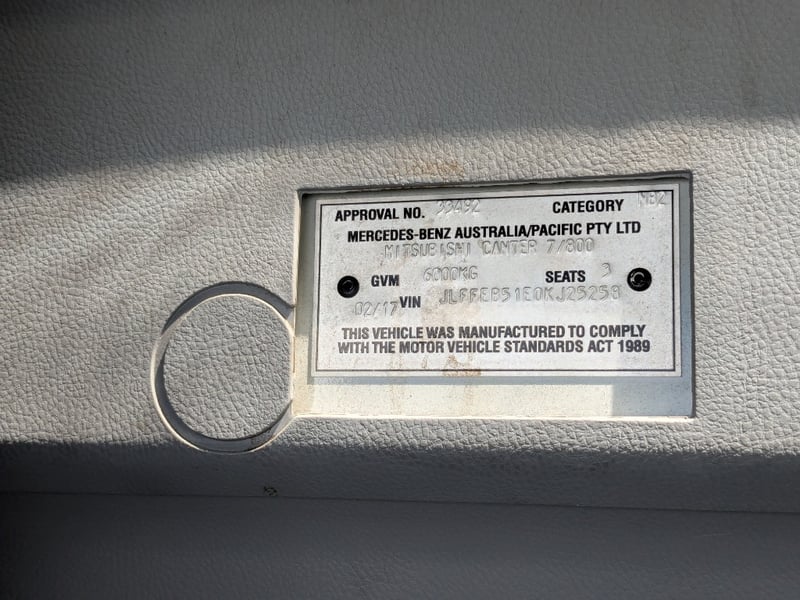 APPROVAL NO. 33492 CATEGORY NB2
MERCEDES-BENZ AUSTRALIA/PACIFIC PTY LTD
MITSUBISHI CANTER 7/800
GVM 6000KG SEATS 3
02/17 VIN JLFFEB51E0KJ25258
THIS VEHICLE WAS MANUFACTURED TO COMPLY
WITH THE MOTOR VEHICLE STANDARDS ACT 1989